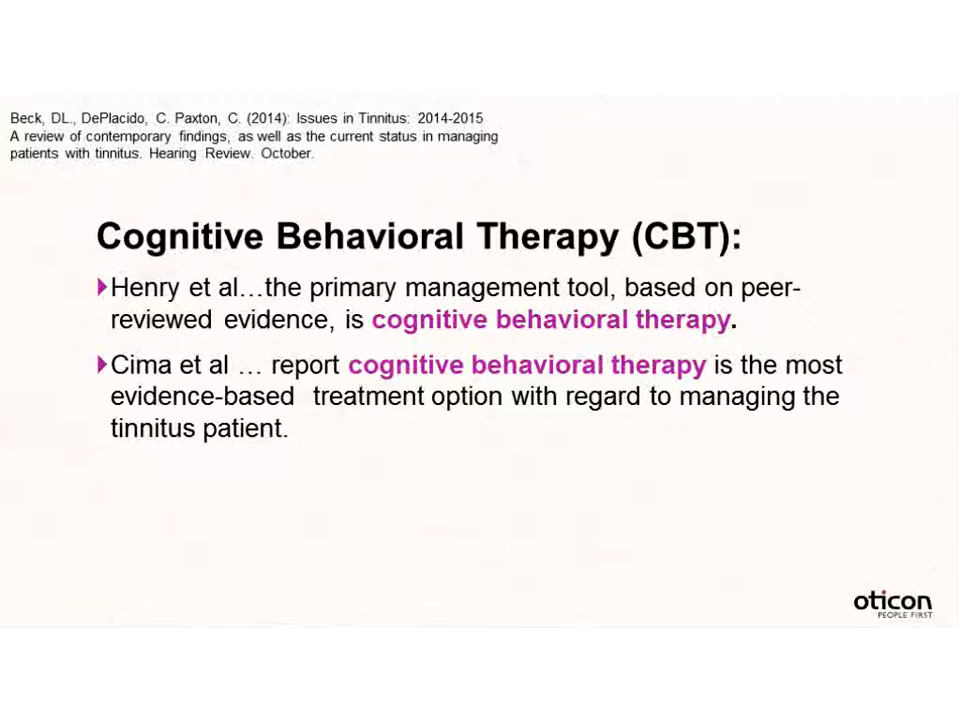 Beck, DL., DePlacido, C. Paxton, C. (2014): Issues in Tinnitus: 2014-2015
A review of contemporary findings, as well as the current status in managing
patients with tinnitus. Hearing Review. October.
Cognitive Behavioral Therapy (CBT):
Henry et al…the primary management tool, based on peer-
reviewed evidence, is cognitive behavioral therapy.
Cima et al … report cognitive behavioral therapy is the most
evidence-based treatment option with regard to managing the
tinnitus patient.
oticon
PEOPLE FIRST